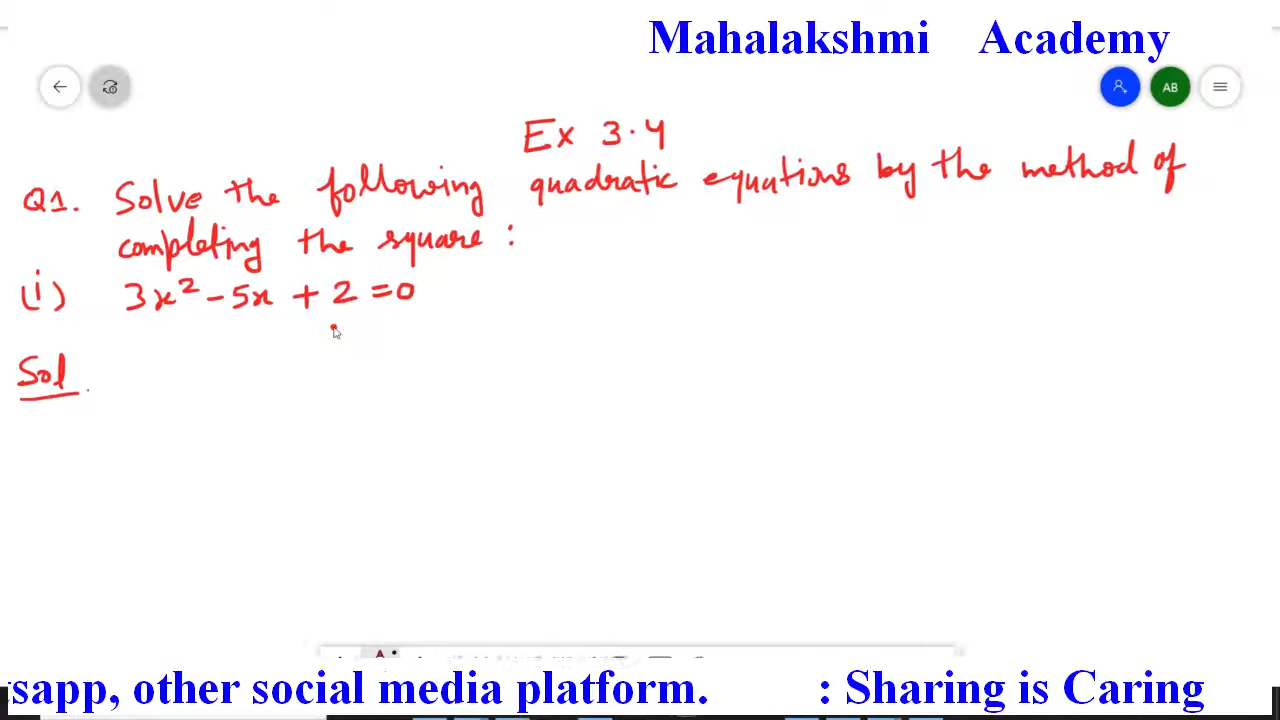 Mahalakshmi Academy
AB
Ex 3.4
Q1. Solve the following quadratic equations by the method of
completing the square :
(i) 3x² - 5x + 2 = 0
Sol.
sapp, other social media platform. : Sharing is Caring